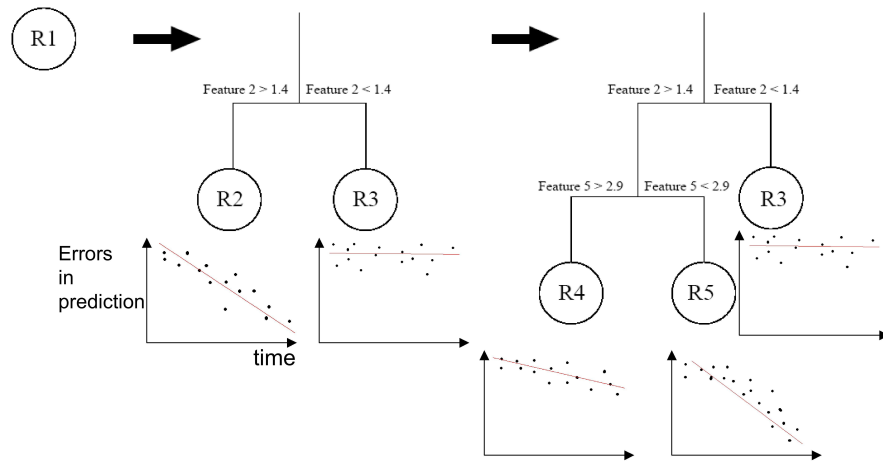 R1
Feature 2 > 1.4
Feature 2 < 1.4
R2
R3
Errors
in
prediction
time
Feature 2 > 1.4
Feature 2 < 1.4
Feature 5 > 2.9
Feature 5 < 2.9
R3
R4
R5